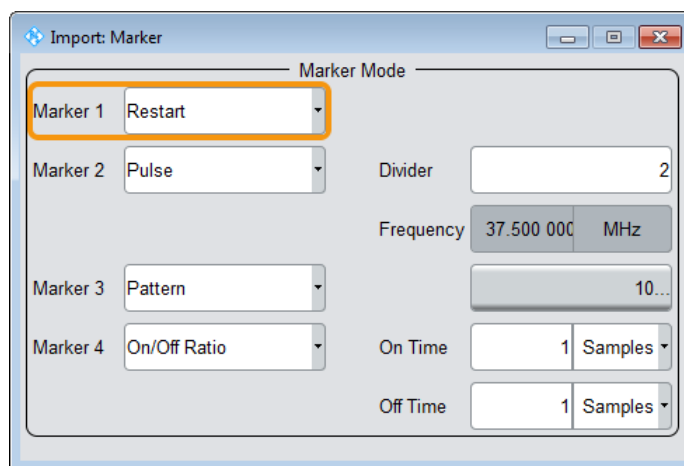 Import: Marker
Marker Mode
Marker 1 Restart
Marker 2 Pulse Divider 2
Frequency 37.500 000 MHz
Marker 3 Pattern 10...
Marker 4 On/Off Ratio On Time 1 Samples
Off Time 1 Samples